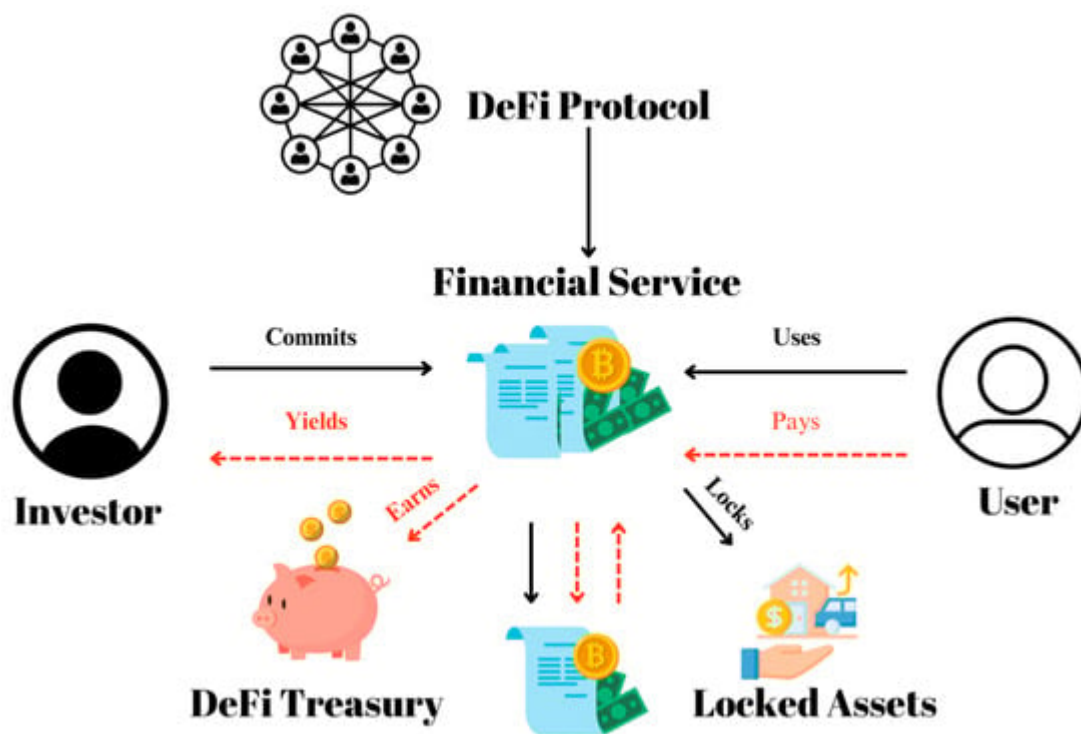 DeFi Protocol
Financial Service
Commits
Uses
Yields
Pays
Investor
User
Earns
Locks
DeFi Treasury
Locked Assets